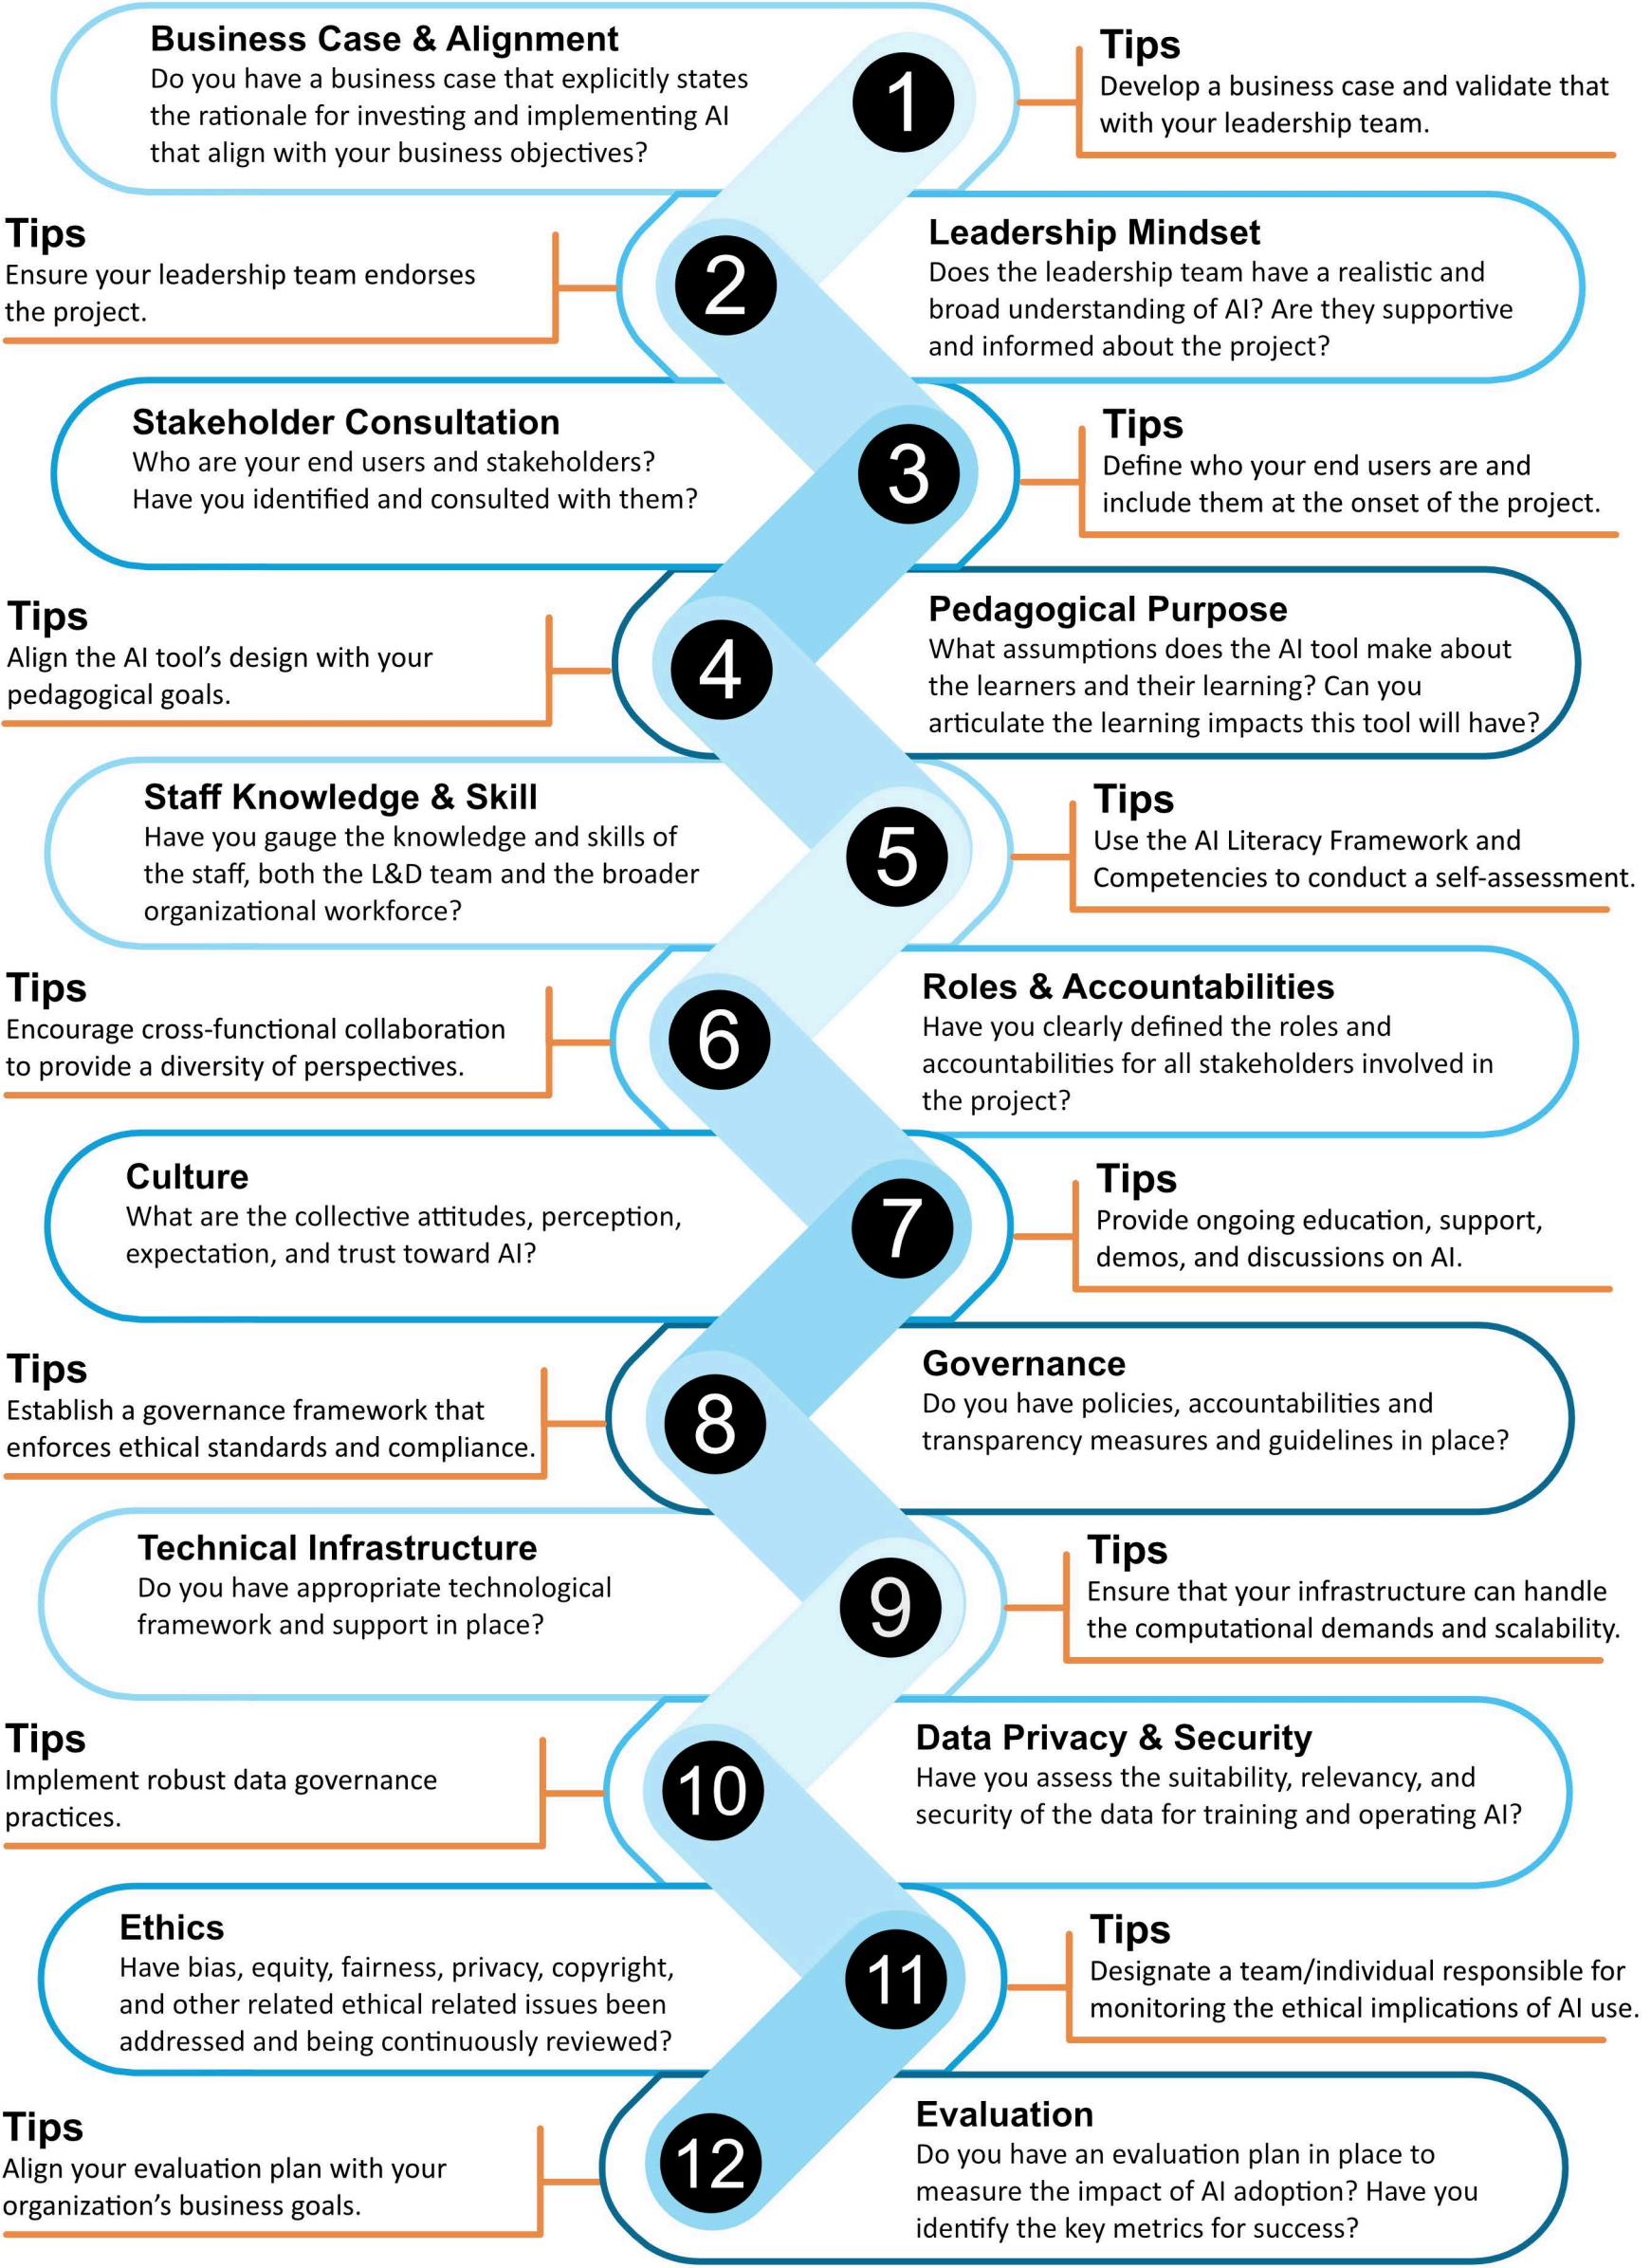 Business Case & Alignment
Do you have a business case that explicitly states
the rationale for investing and implementing AI
that align with your business objectives?
1
Tips
Develop a business case and validate that
with your leadership team.
Tips
Ensure your leadership team endorses
the project.
2
Leadership Mindset
Does the leadership team have a realistic and
broad understanding of AI? Are they supportive
and informed about the project?
Stakeholder Consultation
Who are your end users and stakeholders?
Have you identified and consulted with them?
3
Tips
Define who your end users are and
include them at the onset of the project.
Tips
Align the AI tool's design with your
pedagogical goals.
4
Pedagogical Purpose
What assumptions does the AI tool make about
the learners and their learning? Can you
articulate the learning impacts this tool will have?
Staff Knowledge & Skill
Have you gauge the knowledge and skills of
the staff, both the L&D team and the broader
organizational workforce?
5
Tips
Use the AI Literacy Framework and
Competencies to conduct a self-assessment.
Tips
Encourage cross-functional collaboration
to provide a diversity of perspectives.
6
Roles & Accountabilities
Have you clearly defined the roles and
accountabilities for all stakeholders involved in
the project?
Culture
What are the collective attitudes, perception,
expectation, and trust toward AI?
7
Tips
Provide ongoing education, support,
demos, and discussions on AI.
Tips
Establish a governance framework that
enforces ethical standards and compliance.
8
Governance
Do you have policies, accountabilities and
transparency measures and guidelines in place?
Technical Infrastructure
Do you have appropriate technological
framework and support in place?
9
Tips
Ensure that your infrastructure can handle
the computational demands and scalability.
Tips
Implement robust data governance
practices.
10
Data Privacy & Security
Have you assess the suitability, relevancy, and
security of the data for training and operating AI?
Ethics
Have bias, equity, fairness, privacy, copyright,
and other related ethical related issues been
addressed and being continuously reviewed?
11
Tips
Designate a team/individual responsible for
monitoring the ethical implications of AI use.
Tips
Align your evaluation plan with your
organization's business goals.
12
Evaluation
Do you have an evaluation plan in place to
measure the impact of AI adoption? Have you
identify the key metrics for success?